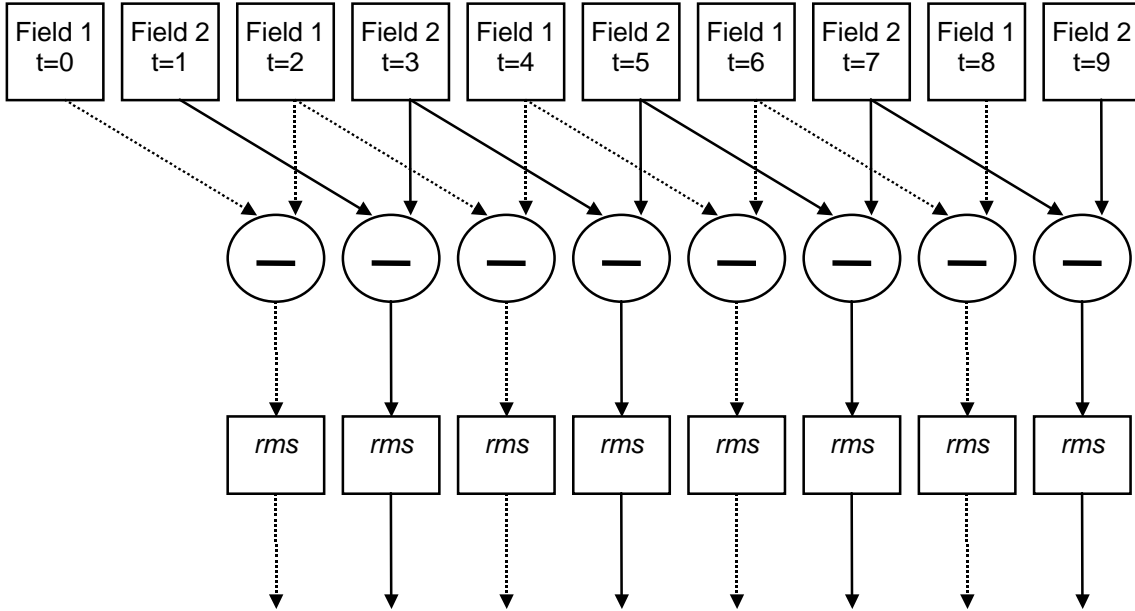 Field 1
t=0
Field 2
t=1
Field 1
t=2
Field 2
t=3
Field 1
t=4
Field 2
t=5
Field 1
t=6
Field 2
t=7
Field 1
t=8
Field 2
t=9
rms
rms
rms
rms
rms
rms
rms
rms